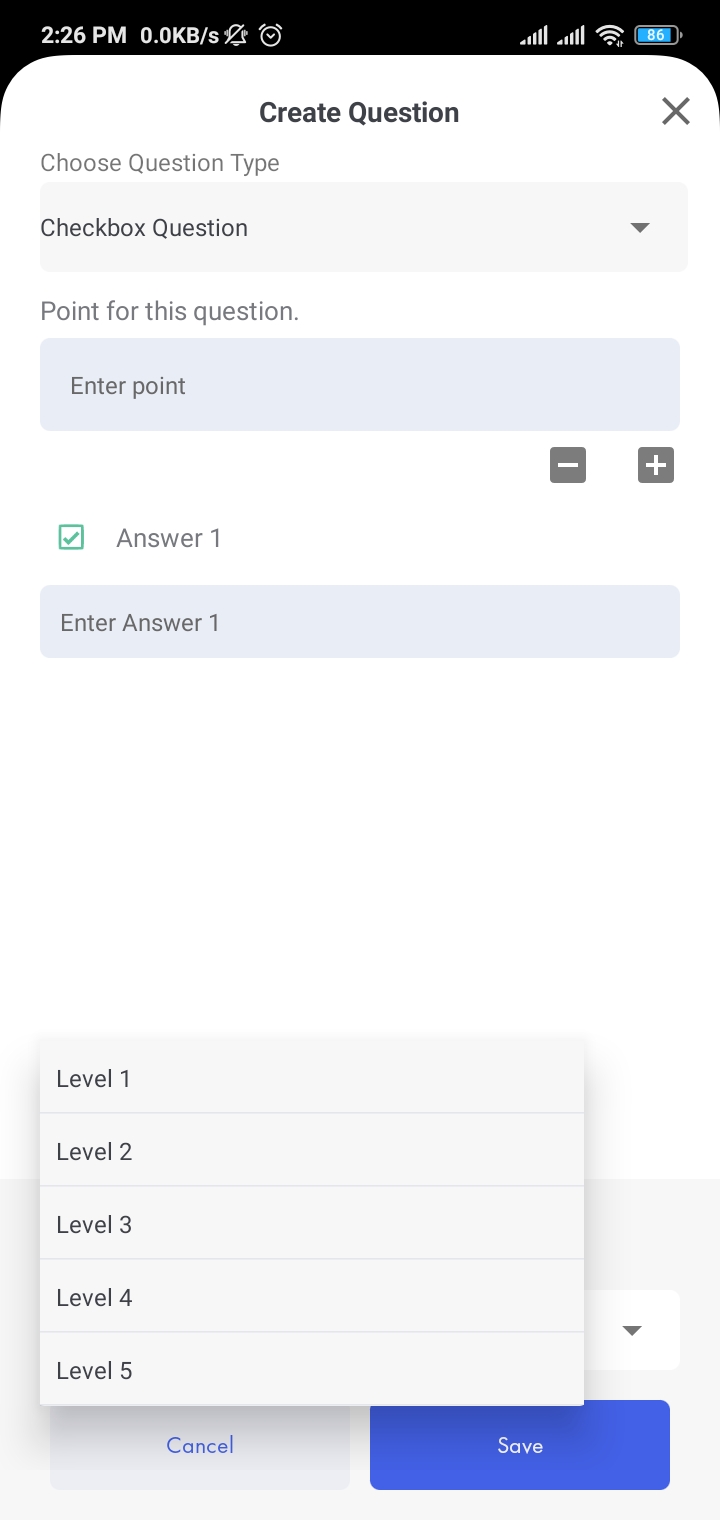 2:26 PM 0.0KB/s 86
Create Question
Choose Question Type
Checkbox Question
Point for this question.
Enter point
Answer 1
Enter Answer 1
Level 1
Level 2
Level 3
Level 4
Level 5
Cancel Save